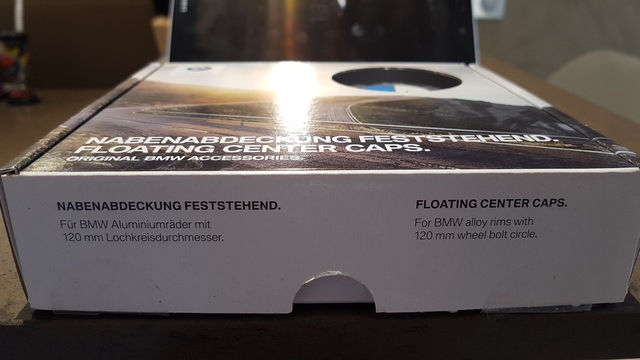 NABENABDECKUNG FESTSTEHEND.
FLOATING CENTER CAPS.
ORIGINAL BMW ACCESSORIES.
NABENABDECKUNG FESTSTEHEND.
Für BMW Aluminiumräder mit
120 mm Lochkreisdurchmesser.
FLOATING CENTER CAPS.
For BMW alloy rims with
120 mm wheel bolt circle.